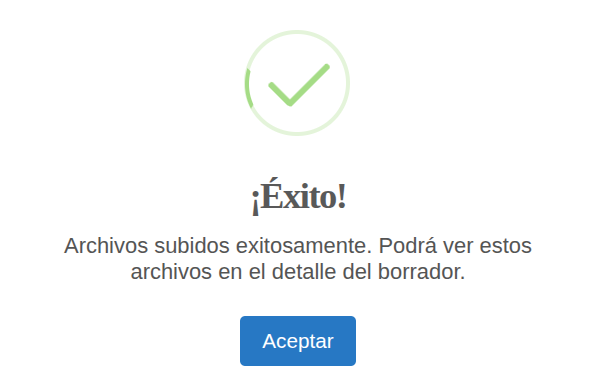 ¡Éxito!
Archivos subidos exitosamente. Podrá ver estos
archivos en el detalle del borrador.
Aceptar